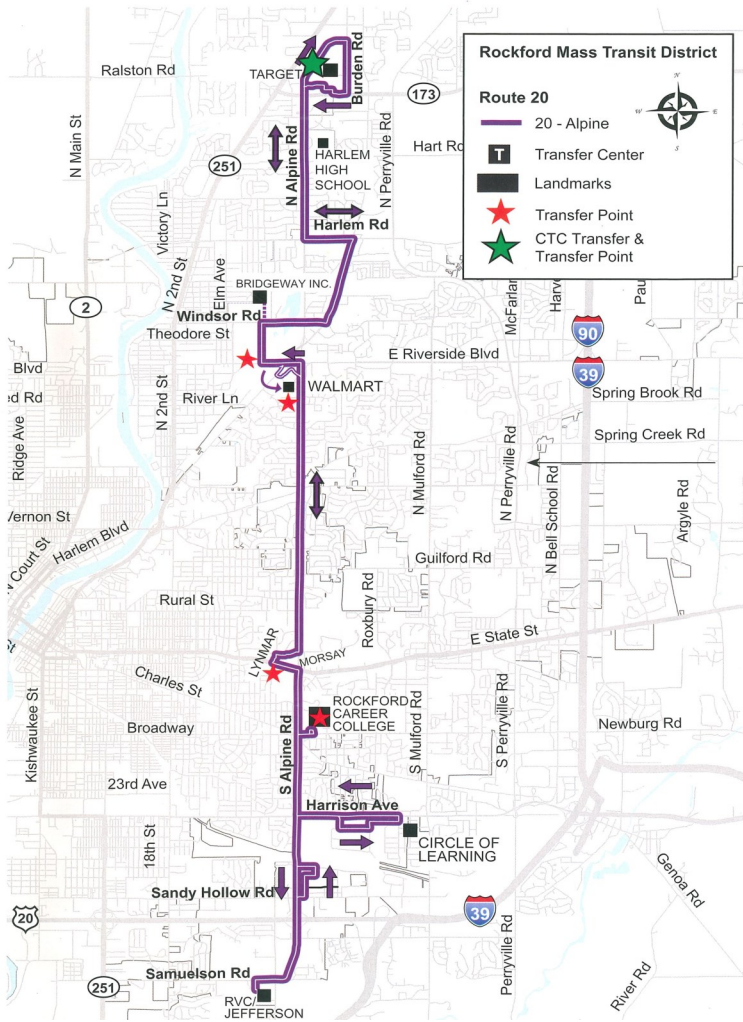 Rockford Mass Transit District
N
W
E
S
Route 20
20 - Alpine
T
Transfer Center
Landmarks
Transfer Point
CTC Transfer &
Transfer Point
Ralston Rd
TARGET
Burden Rd
173
N Main St
N Alpine Rd
HARLEM
HIGH
SCHOOL
N Perryville Rd
Hart Rd
251
Harlem Rd
Victory Ln
N 2nd St
Elm Ave
BRIDGEWAY INC.
2
Windsor Rd
Theodore St
McFarlan
Harv
Pau
90
E Riverside Blvd
39
Blvd
ed Rd
WALMART
River Ln
Spring Brook Rd
N 2nd St
Ridge Ave
Spring Creek Rd
N Mulford Rd
N Perryville Rd
N Bell School Rd
Argyle Rd
Vernon St
Harlem Blvd
N Court St
Guilford Rd
Rural St
Roxbury Rd
St
E State St
LYNMAR
MORSAY
Charles St
Kishwaukee St
Broadway
S Alpine Rd
ROCKFORD
CAREER
COLLEGE
S Mulford Rd
S Perryville Rd
Newburg Rd
23rd Ave
Harrison Ave
18th St
CIRCLE OF
LEARNING
Genoa Rd
Sandy Hollow Rd
20
39
Perryville Rd
Samuelson Rd
251
RVC/
JEFFERSON
River Rd